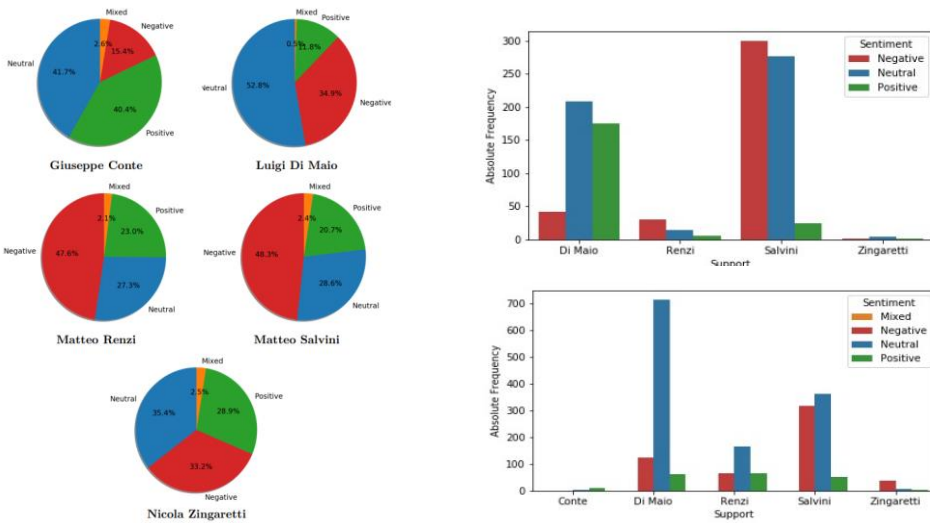 Mixed
2.6%
Negative
15.4%
Neutral
41.7%
40.4%
Positive
Giuseppe Conte
Mixed
0.5%
Positive
11.8%
Neutral
52.8%
34.9%
Negative
Luigi Di Maio
Mixed
2.1%
Positive
23.0%
Negative
47.6%
27.3%
Neutral
Matteo Renzi
Mixed
2.4%
Positive
20.7%
Negative
48.3%
28.6%
Neutral
Matteo Salvini
Mixed
2.5%
Neutral
Positive
35.4%
28.9%
33.2%
Negative
Nicola Zingaretti
Absolute Frequency
300
250
200
150
100
50
0
Sentiment
Negative
Neutral
Positive
Di Maio
Renzi
Salvini
Zingaretti
Support
Absolute Frequency
700
600
500
400
300
200
100
0
Sentiment
Mixed
Negative
Neutral
Positive
Conte
Di Maio
Renzi
Salvini
Zingaretti
Support